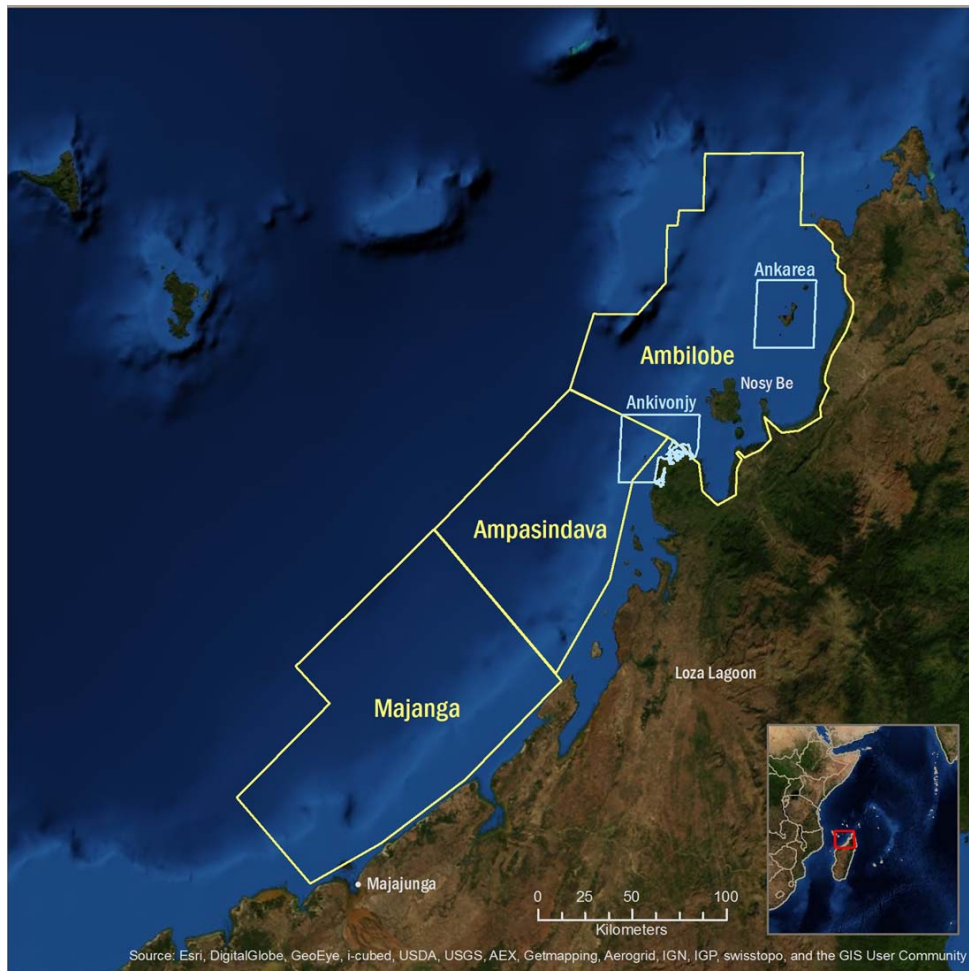 Ankarea
Ambilobe
Nosy Be
Ankivonjy
Ampasindava
Loza Lagoon
Majanga
Majajunga
0 25 50 100
Kilometers
Source: Esri, DigitalGlobe, GeoEye, i-cubed, USDA, USGS, AEX, Getmapping, Aerogrid, IGN, IGP, swisstopo, and the GIS User Community